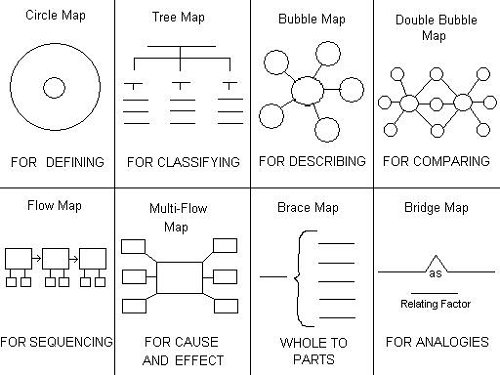 Circle Map
FOR DEFINING
Tree Map
FOR CLASSIFYING
Bubble Map
FOR DESCRIBING
Double Bubble
Map
FOR COMPARING
Flow Map
FOR SEQUENCING
Multi-Flow
Map
FOR CAUSE
AND EFFECT
Brace Map
WHOLE TO
PARTS
Bridge Map
as
Relating Factor
FOR ANALOGIES